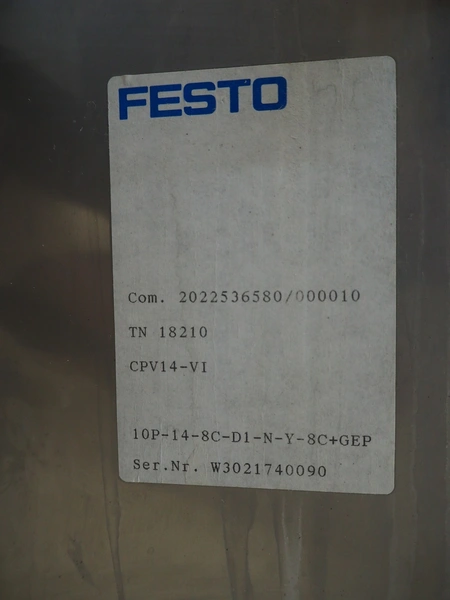 FESTO
Com. 2022536580/000010
TN 18210
CPV14-VI
10P-14-8C-D1-N-Y-8C+GEP
Ser.Nr. W3021740090